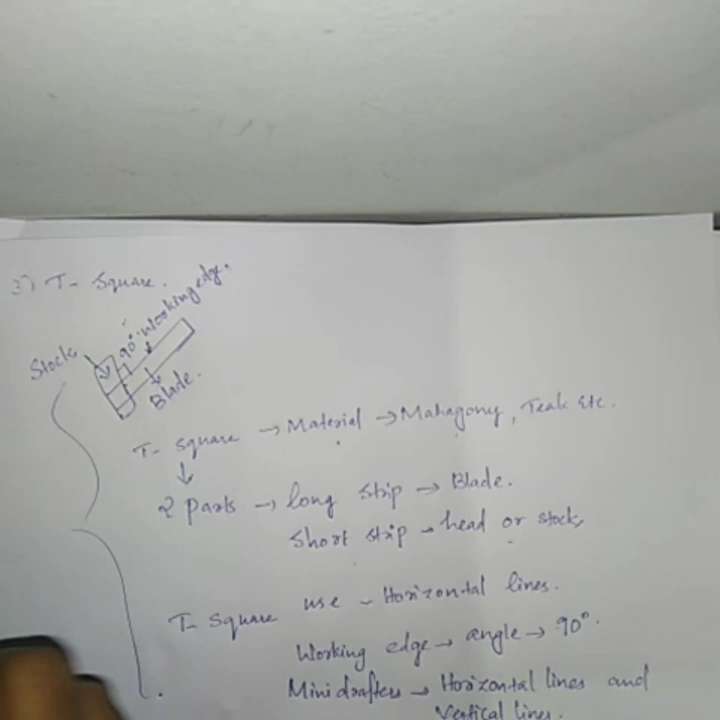 3) T- Square.
90° Working edge.
Stock
Blade.
T- square → Material → Mahagony, Teak Etc.
2 Parts → long strip → Blade.
Short strip → head or stock
T- Square use - Horizontal lines.
Working edge → angle → 90°.
Mini drafters → Horizontal lines and
Vertical lines.